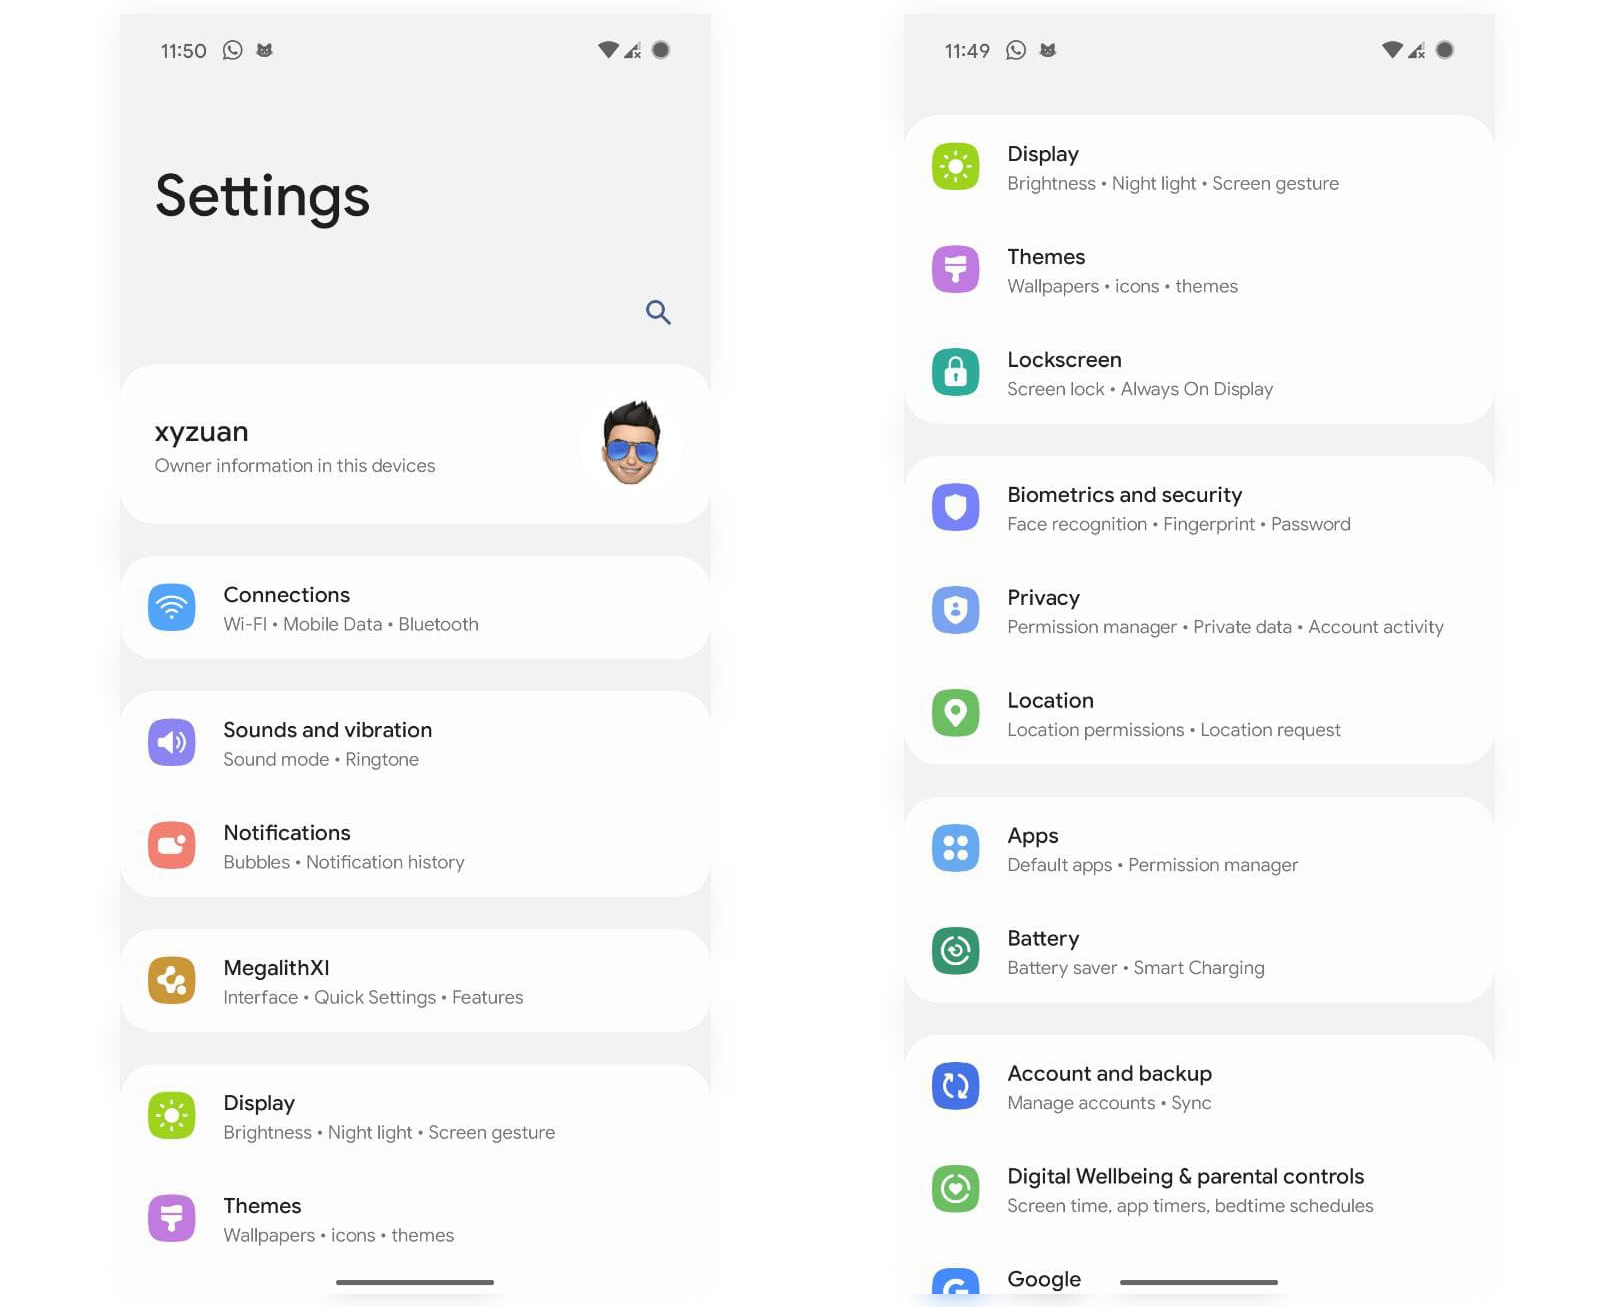 11:50
Settings
xyzuan
Owner information in this devices
Connections
Wi-FI • Mobile Data • Bluetooth
Sounds and vibration
Sound mode • Ringtone
Notifications
Bubbles • Notification history
MegalithXI
Interface • Quick Settings • Features
Display
Brightness • Night light • Screen gesture
Themes
Wallpapers • icons • themes
11:49
Display
Brightness • Night light • Screen gesture
Themes
Wallpapers • icons • themes
Lockscreen
Screen lock • Always On Display
Biometrics and security
Face recognition • Fingerprint • Password
Privacy
Permission manager • Private data • Account activity
Location
Location permissions • Location request
Apps
Default apps • Permission manager
Battery
Battery saver • Smart Charging
Account and backup
Manage accounts • Sync
Digital Wellbeing & parental controls
Screen time, app timers, bedtime schedules
Google